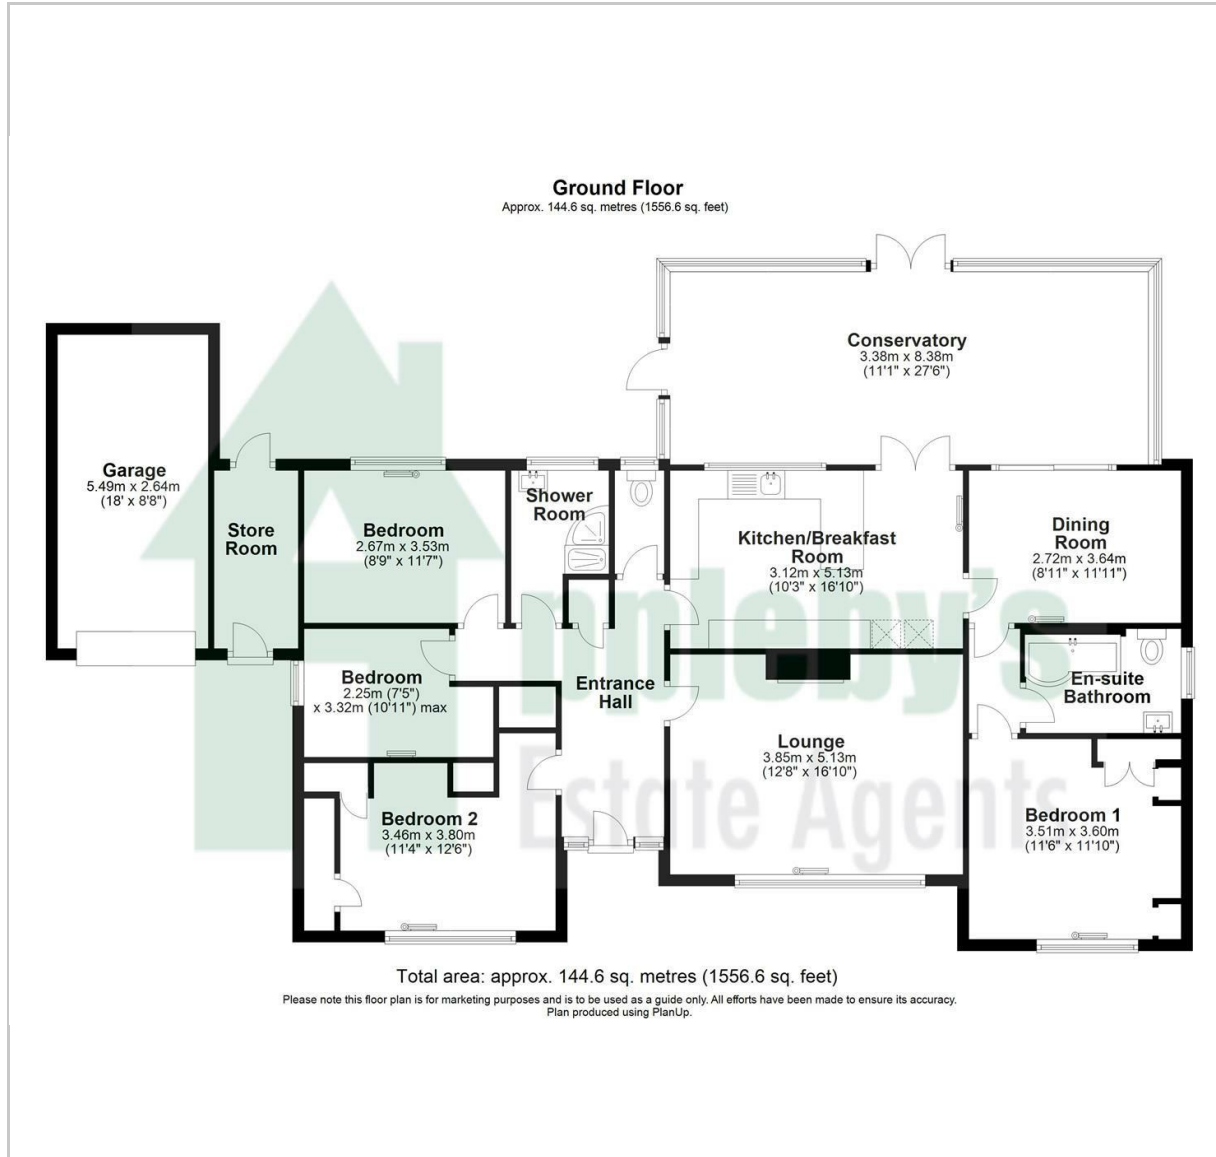 Ground Floor
Approx. 144.6 sq. metres (1556.6 sq. feet)
Conservatory
3.38m x 8.38m
(11'1" x 27'6")
Garage
5.49m x 2.64m
(18' x 8'8")
Store
Room
Bedroom
2.67m x 3.53m
(8'9" x 11'7")
Shower
Room
Kitchen/Breakfast
Room
3.12m x 5.13m
(10'3" x 16'10")
Dining
Room
2.72m x 3.64m
(8'11" x 11'11")
Bedroom
2.25m (7'5")
x 3.32m (10'11") max
Entrance
Hall
En-suite
Bathroom
Lounge
3.85m x 5.13m
(12'8" x 16'10")
Bedroom 2
3.46m x 3.80m
(11'4" x 12'6")
Bedroom 1
3.51m x 3.60m
(11'6" x 11'10")
ppleby's
Estate Agents
Total area: approx. 144.6 sq. metres (1556.6 sq. feet)
Please note this floor plan is for marketing purposes and is to be used as a guide only. All efforts have been made to ensure its accuracy.
Plan produced using PlanUp.